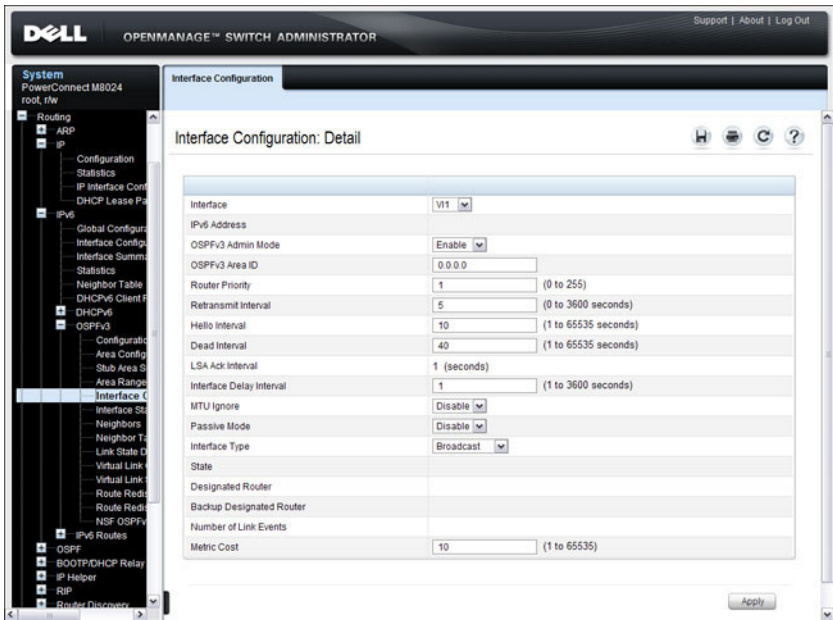 Support | About | Log Out
DELL OPENMANAGE™ SWITCH ADMINISTRATOR
System
PowerConnect M8024
root, r/w
Routing
ARP
IP
Configuration
Statistics
IP Interface Conf
DHCP Lease Pa
IPv6
Global Configura
Interface Configu
Interface Summa
Statistics
Neighbor Table
DHCPv6 Client P
DHCPv6
OSPFv3
Configuratio
Area Config
Stub Area S
Area Range
Interface C
Interface Sta
Neighbors
Neighbor Ta
Link State D
Virtual Link
Virtual Link
Route Redis
Route Redis
NSF OSPFv
IPv6 Routes
OSPF
BOOTP/DHCP Relay
IP Helper
RIP
Router Discovery
Interface Configuration
Interface Configuration: Detail
Interface Vl1
IPv6 Address
OSPFv3 Admin Mode Enable
OSPFv3 Area ID 0.0.0.0
Router Priority 1 (0 to 255)
Retransmit Interval 5 (0 to 3600 seconds)
Hello Interval 10 (1 to 65535 seconds)
Dead Interval 40 (1 to 65535 seconds)
LSA Ack Interval 1 (seconds)
Interface Delay Interval 1 (1 to 3600 seconds)
MTU Ignore Disable
Passive Mode Disable
Interface Type Broadcast
State
Designated Router
Backup Designated Router
Number of Link Events
Metric Cost 10 (1 to 65535)
Apply